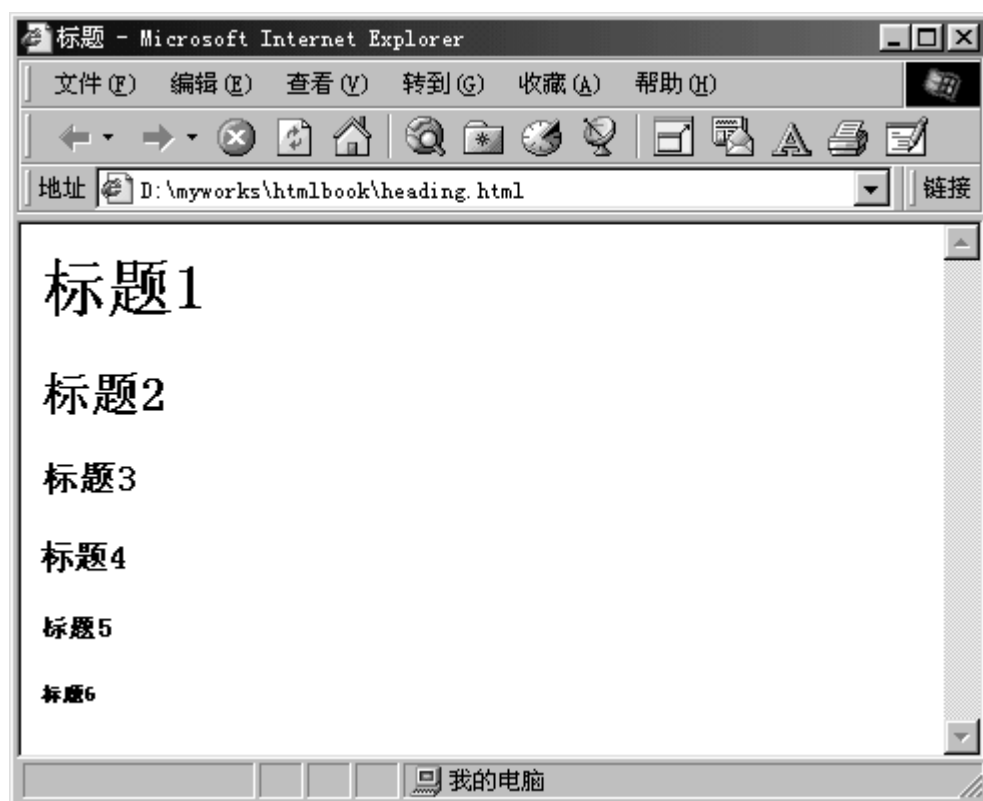 标题 - Microsoft Internet Explorer
文件(F) 编辑(E) 查看(V) 转到(G) 收藏(A) 帮助(H)
地址 D:\myworks\htmlbook\heading.html 链接
标题1
标题2
标题3
标题4
标题5
标题6
我的电脑